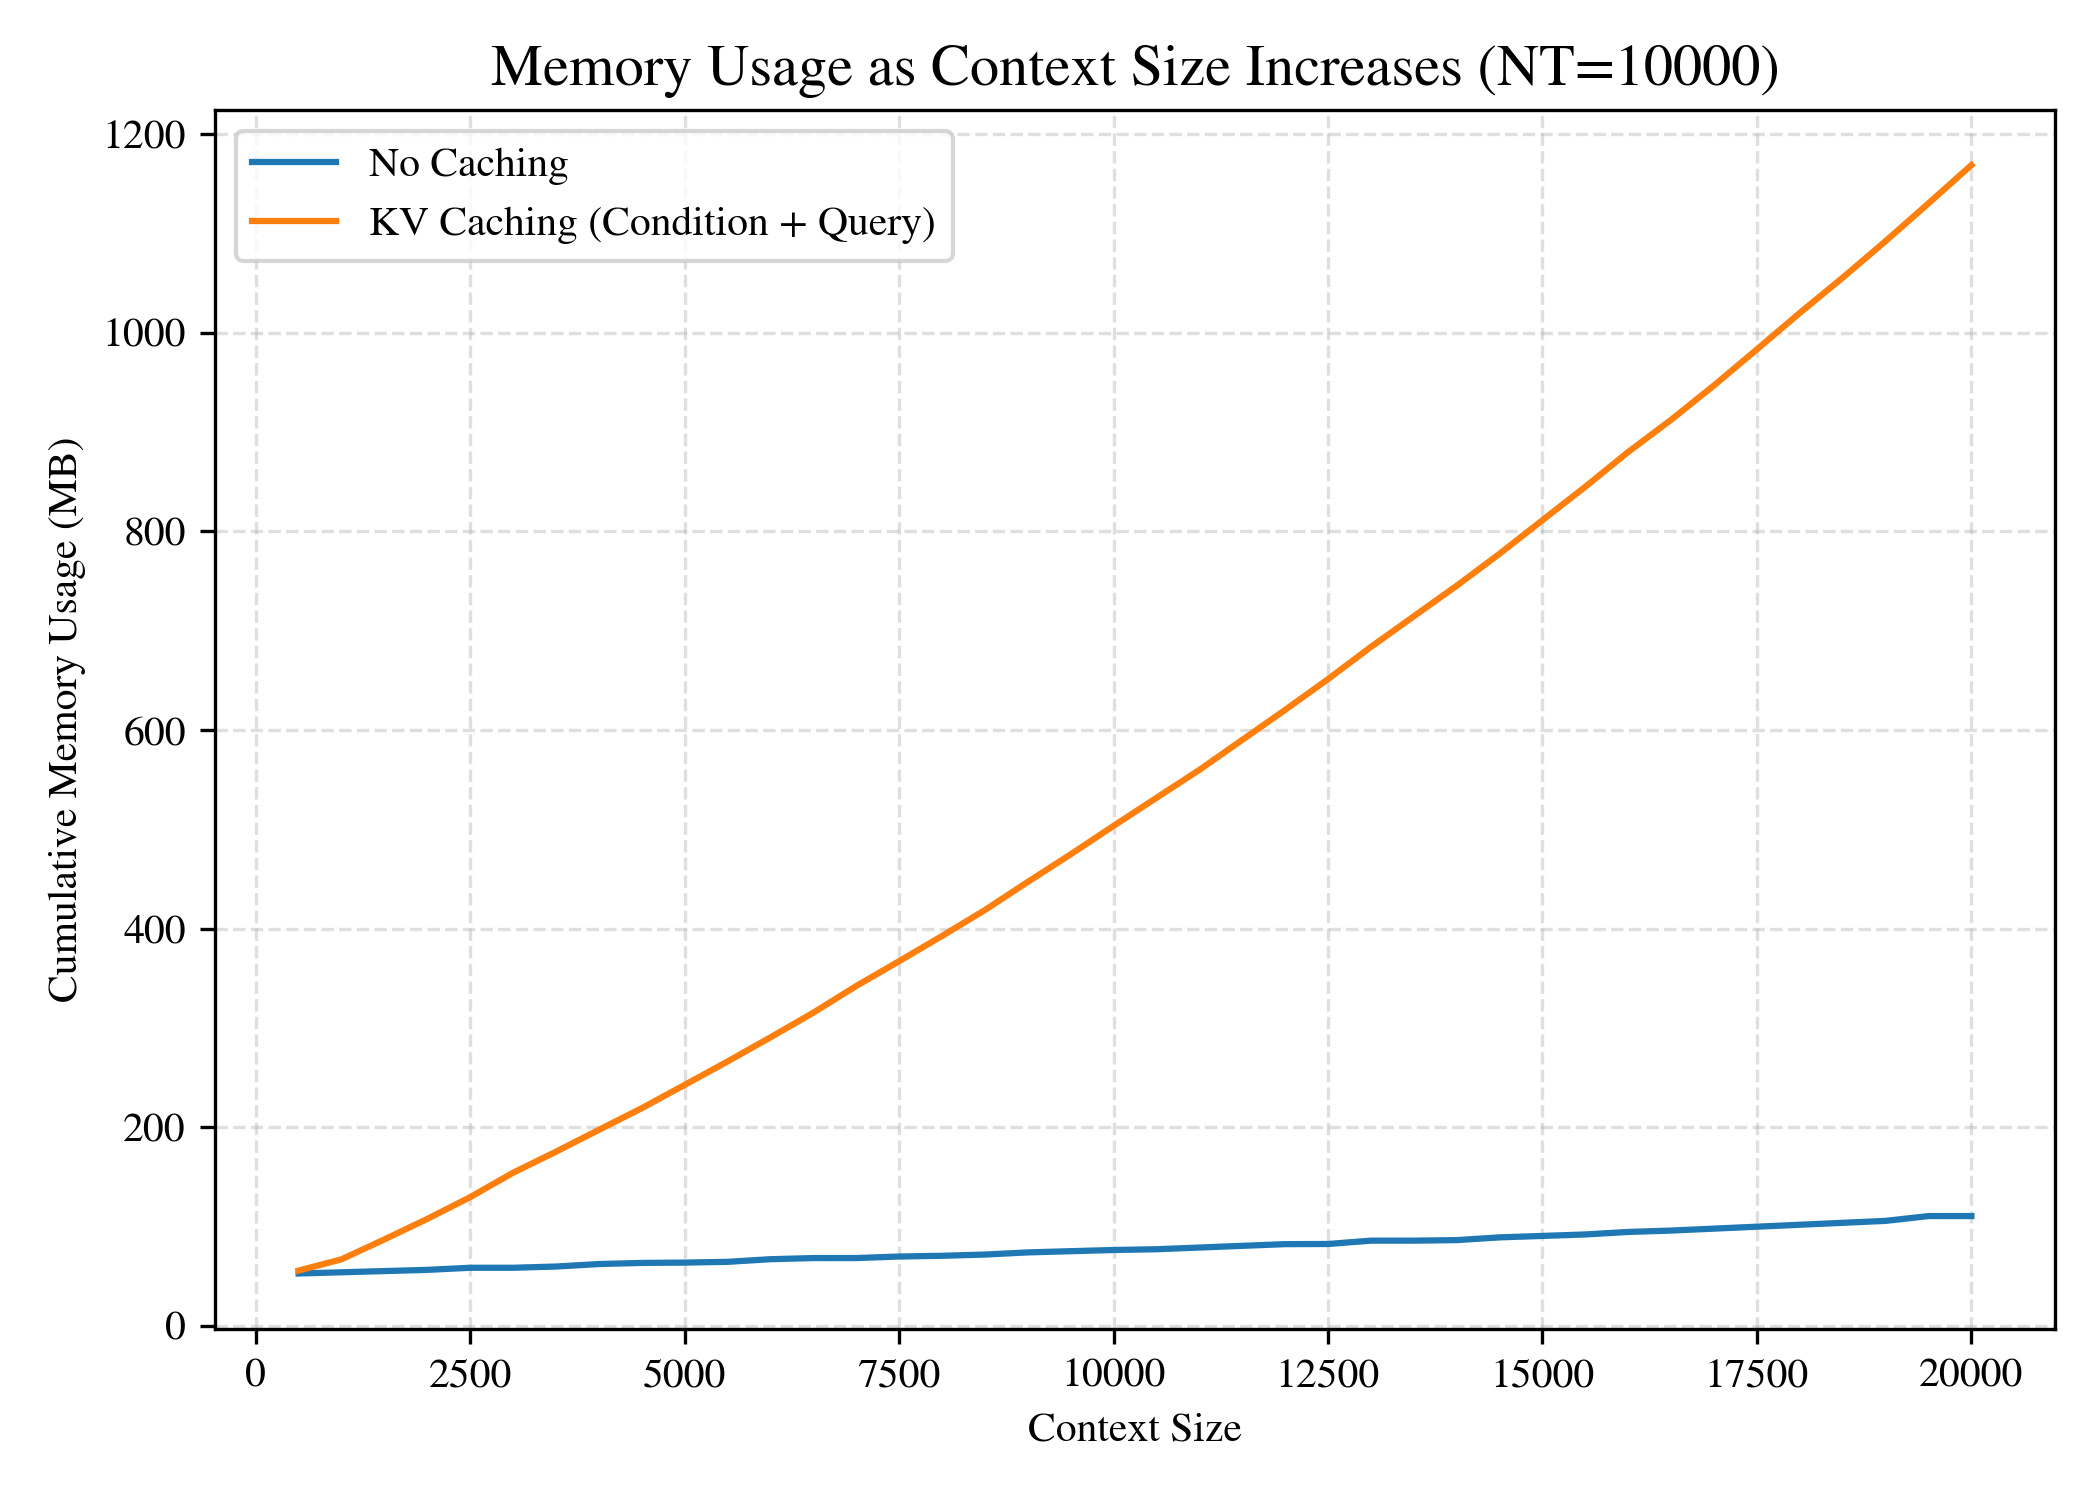 Memory Usage as Context Size Increases (NT=10000)
No Caching
KV Caching (Condition + Query)
Cumulative Memory Usage (MB)
1200
1000
800
600
400
200
0
0 2500 5000 7500 10000 12500 15000 17500 20000
Context Size